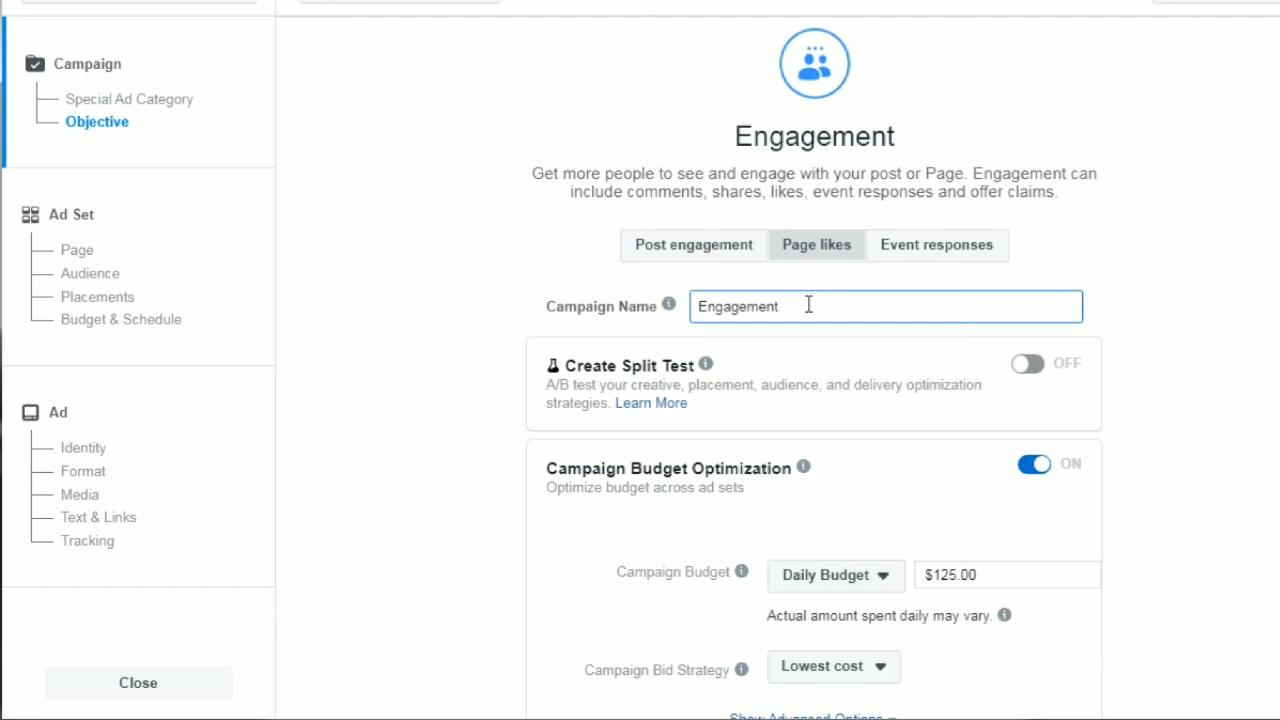 Campaign
Special Ad Category
Objective
Ad Set
Page
Audience
Placements
Budget & Schedule
Ad
Identity
Format
Media
Text & Links
Tracking
Close
Engagement
Get more people to see and engage with your post or Page. Engagement can
include comments, shares, likes, event responses and offer claims.
Post engagement Page likes Event responses
Campaign Name Engagement
Create Split Test OFF
A/B test your creative, placement, audience, and delivery optimization
strategies. Learn More
Campaign Budget Optimization ON
Optimize budget across ad sets
Campaign Budget Daily Budget $125.00
Actual amount spent daily may vary.
Campaign Bid Strategy Lowest cost
Show Advanced Options